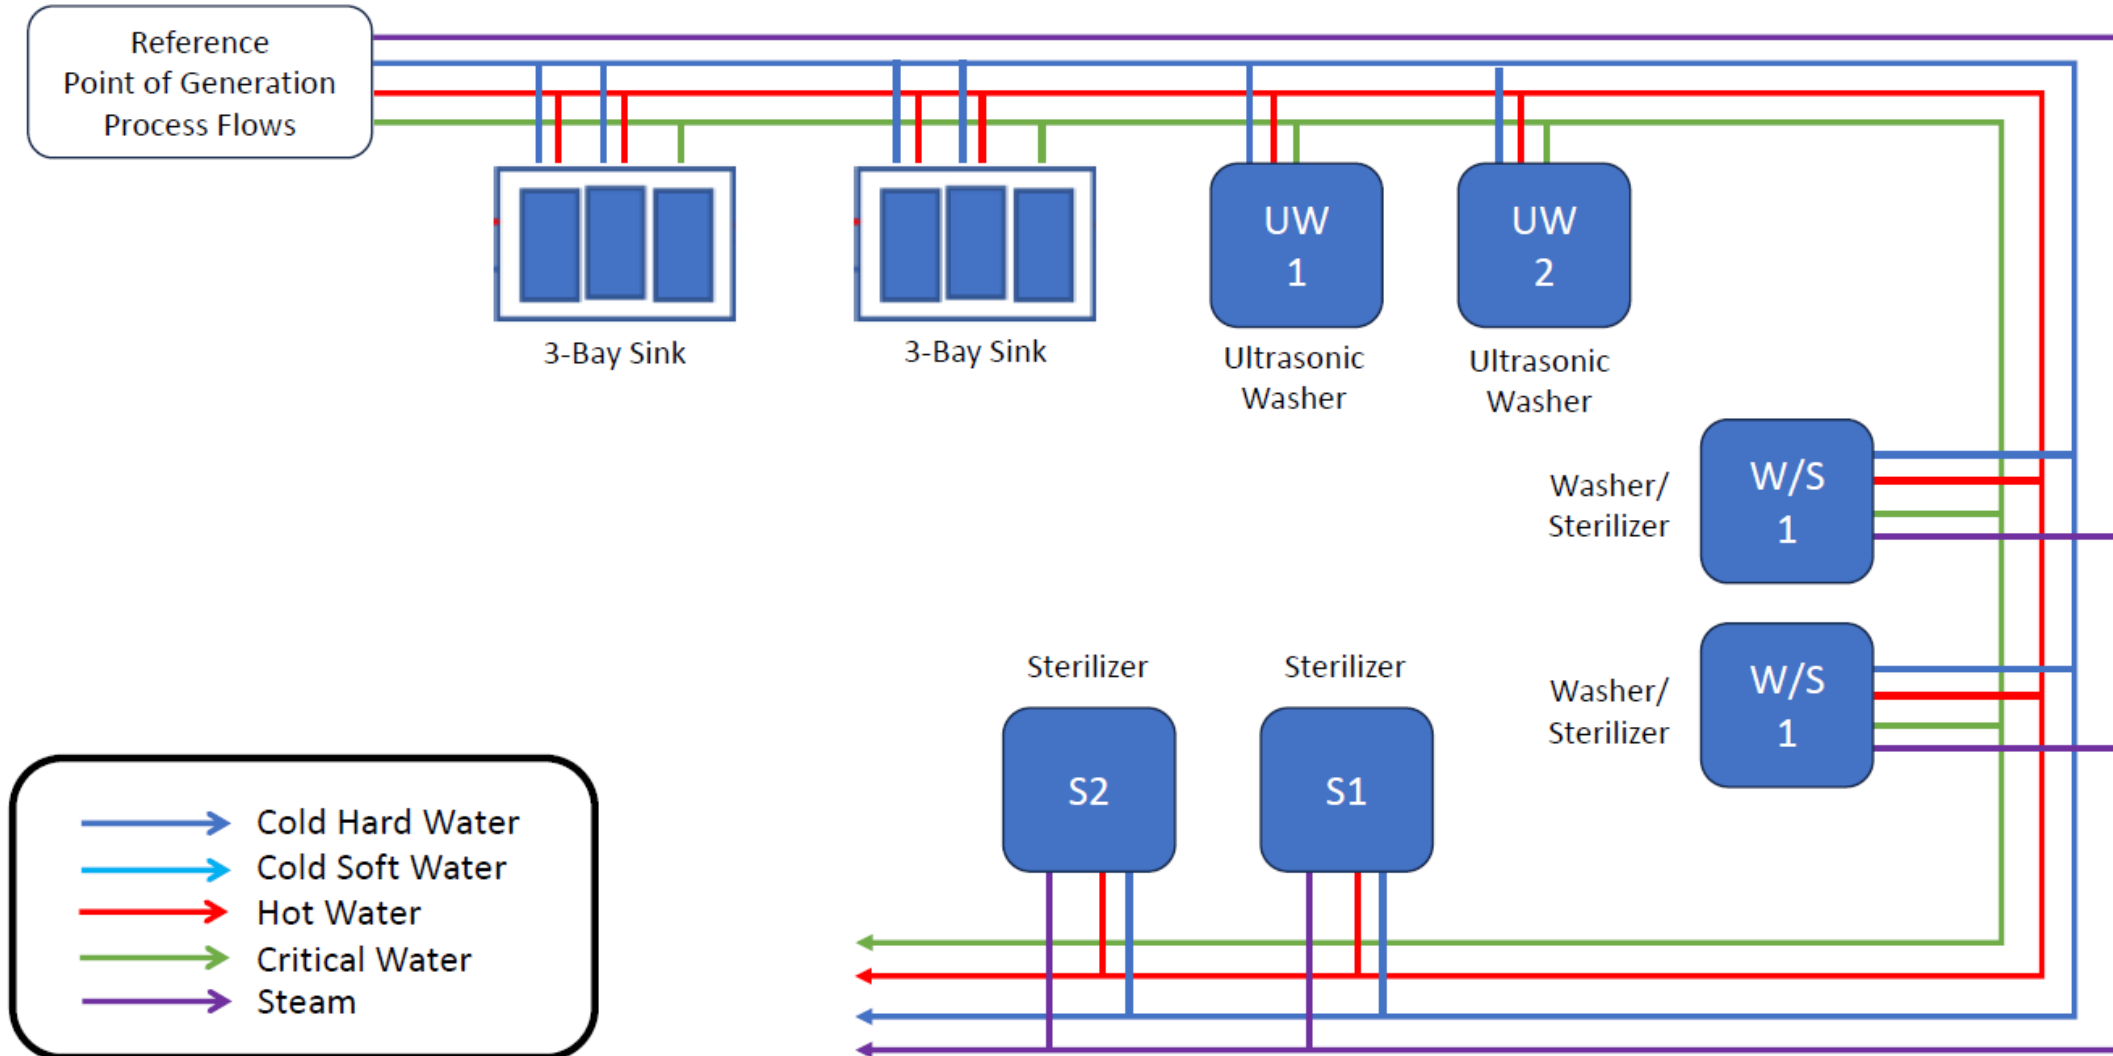 Reference
Point of Generation
Process Flows
UW
1
UW
2
3-Bay Sink
3-Bay Sink
Ultrasonic
Washer
Ultrasonic
Washer
Washer/
Sterilizer
W/S
1
Washer/
Sterilizer
W/S
1
Sterilizer
Sterilizer
S2
S1
Cold Hard Water
Cold Soft Water
Hot Water
Critical Water
Steam